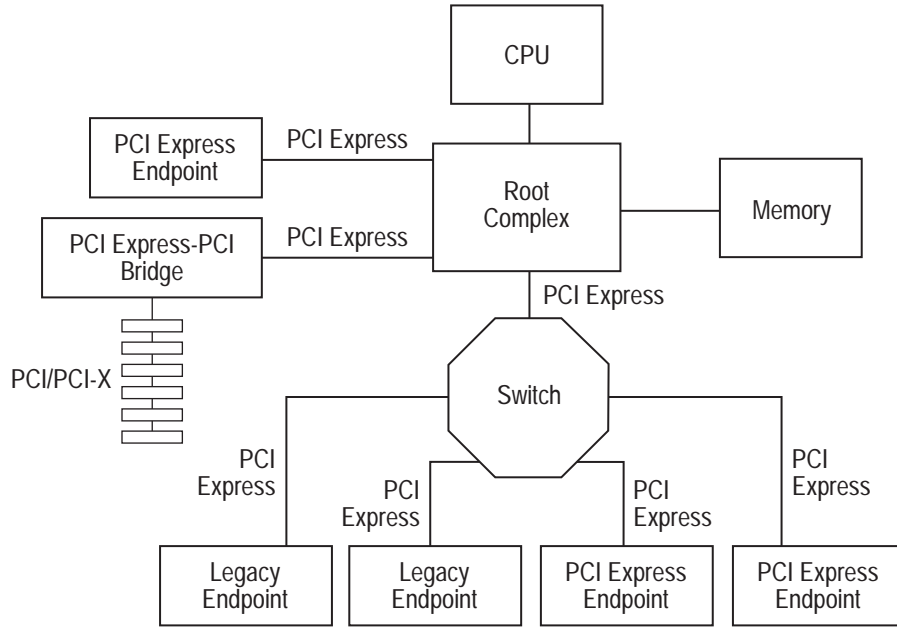 CPU
PCI Express
Endpoint
PCI Express
Root
Complex
Memory
PCI Express-PCI
Bridge
PCI Express
PCI Express
PCI/PCI-X
Switch
PCI
Express
PCI
Express
PCI
Express
PCI
Express
Legacy
Endpoint
Legacy
Endpoint
PCI Express
Endpoint
PCI Express
Endpoint